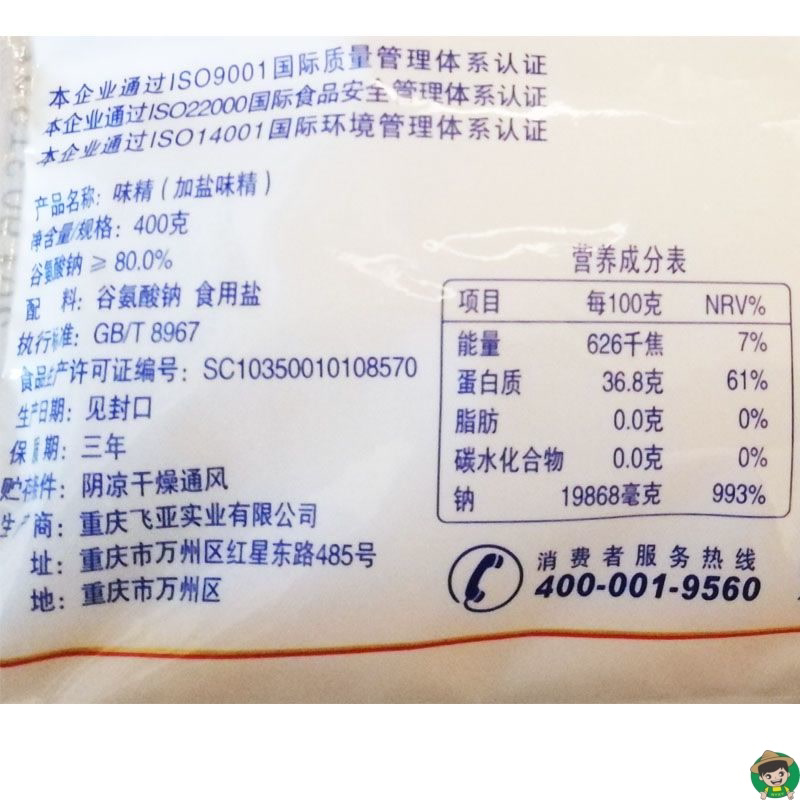 本企业通过ISO9001国际质量管理体系认证
本企业通过ISO22000国际食品安全管理体系认证
本企业通过ISO14001国际环境管理体系认证
产品名称：味精（加盐味精）
净含量/规格：400克
谷氨酸钠≥80.0%
配 料：谷氨酸钠 食用盐
执行标准：GB/T 8967
食品生产许可证编号：SC10350010108570
生产日期：见封口
保质期：三年
贮存条件：阴凉干燥通风
生产商：重庆飞亚实业有限公司
址：重庆市万州区红星东路485号
地：重庆市万州区
营养成分表
项目 每100克 NRV%
能量 626千焦 7%
蛋白质 36.8克 61%
脂肪 0.0克 0%
碳水化合物 0.0克 0%
钠 19868毫克 993%
消费者服务热线
400-001-9560